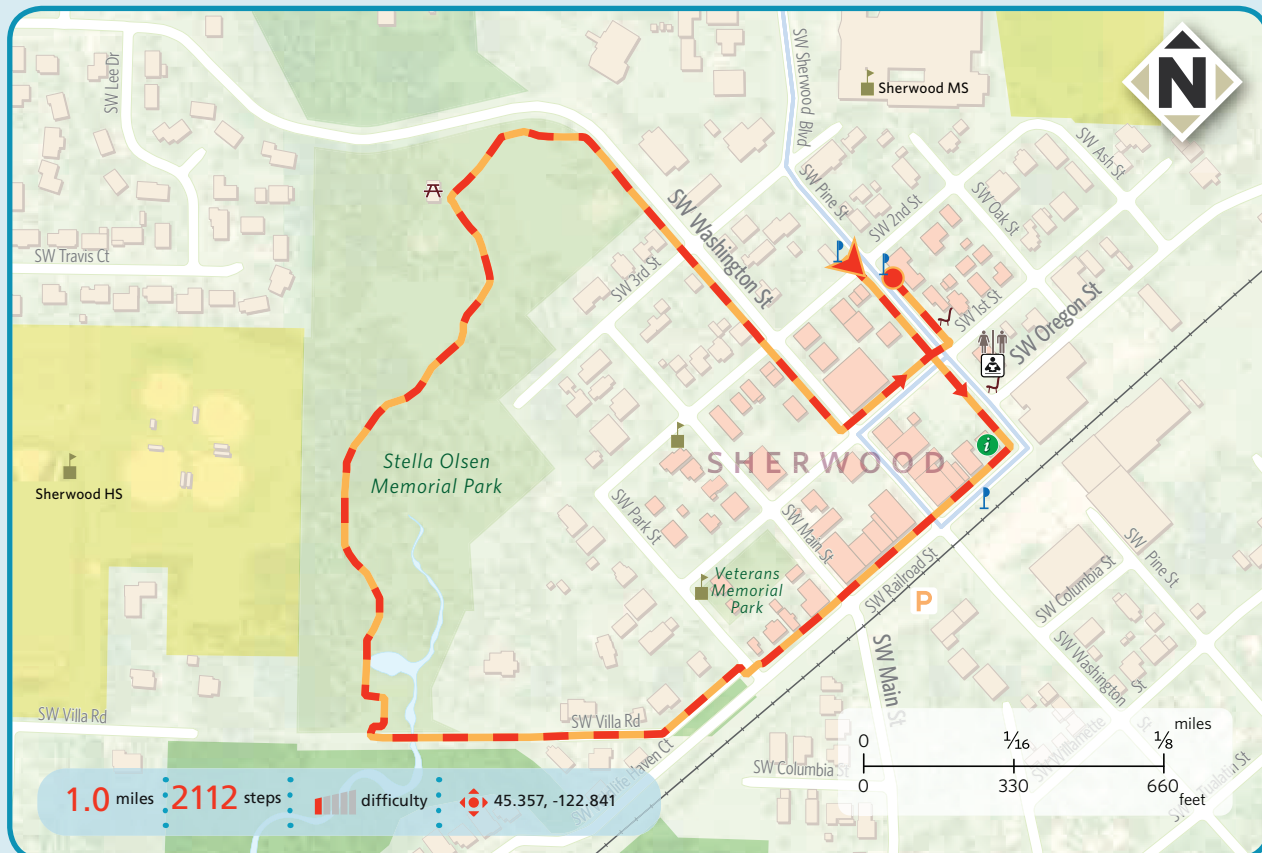 SW Lee Dr
SW Sherwood Blvd
Sherwood MS
N
SW Ash St
SW Pine St
SW 2nd St
SW Oak St
SW Washington St
SW Travis Ct
SW 3rd St
SW 1st St
SW Oregon St
i
Stella Olsen
Memorial Park
SHERWOOD
Sherwood HS
SW Park St
SW Main St
SW Pine St
Veterans
Memorial
Park
SW Railroad St
SW Columbia St
P
SW Main St
SW Washington St
SW Villa Rd
SW Villa Rd
SW Columbia St
0 1⁄16 1⁄8 miles
0 330 660 feet
1.0 miles 2112 steps difficulty 45.357, -122.841